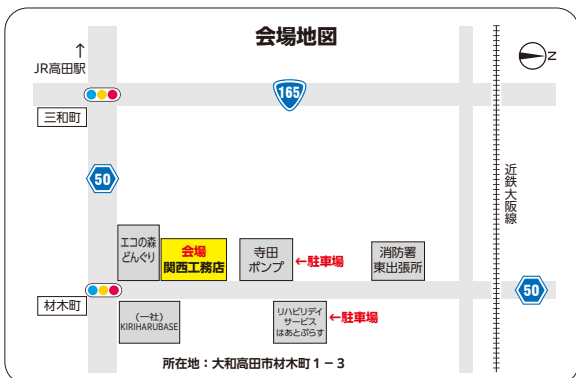 会場地図
↑
JR高田駅
N
165
三和町
50
近鉄大阪線
エコの森
どんぐり
会場
関西工務店
寺田
ポンプ
←駐車場
消防署
東出張所
50
材木町
(一社)
KIRIHARUBASE
リハビリデイ
サービス
はあとぷらす
←駐車場
所在地：大和高田市材木町1－3